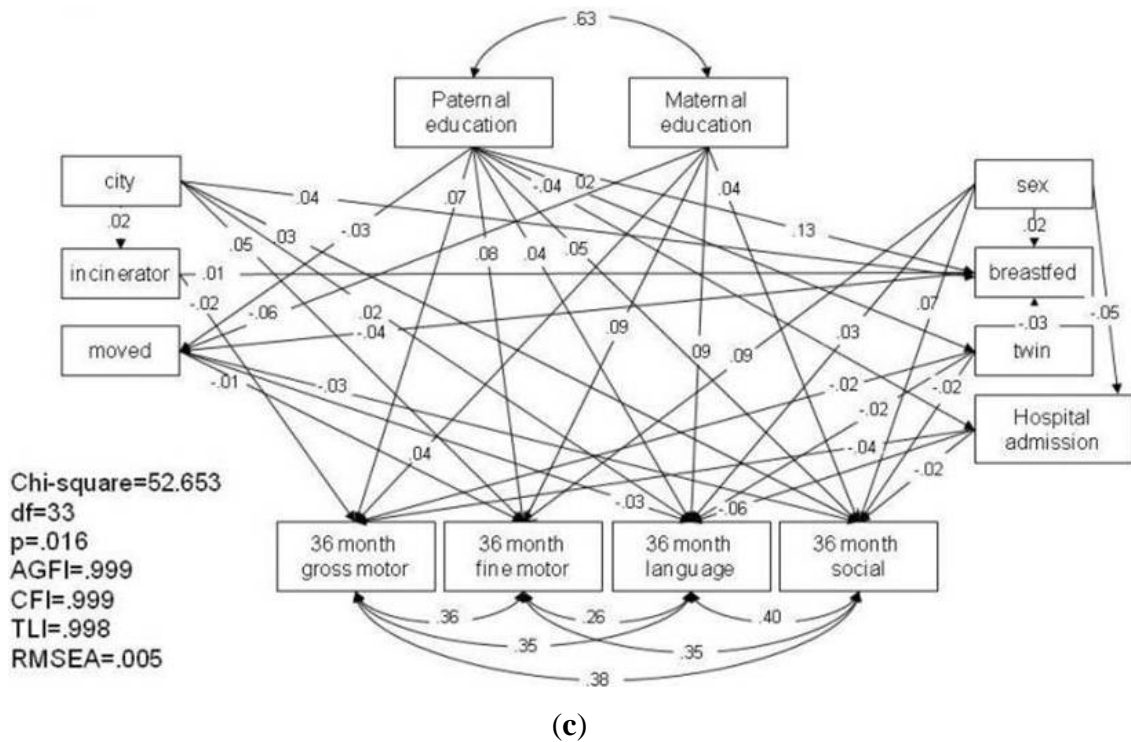 .63
Paternal
education
Maternal
education
city
sex
.04
.07
-.04
.02
.04
.02
-.03
.13
.02
.05
.03
.08
.04
.05
incinerator
.01
breastfed
-.02
-.06
.02
.09
.09
.03
.07
-.05
-.04
-.03
moved
twin
-.01
-.03
.09
-.02
-.02
-.02
Hospital
admission
.04
-.04
-.02
-.03
-.06
Chi-square=52.653
df=33
p=.016
AGFI=.999
CFI=.999
TLI=.998
RMSEA=.005
36 month
gross motor
36 month
fine motor
36 month
language
36 month
social
.36
.26
.40
.35
.35
.38
(c)